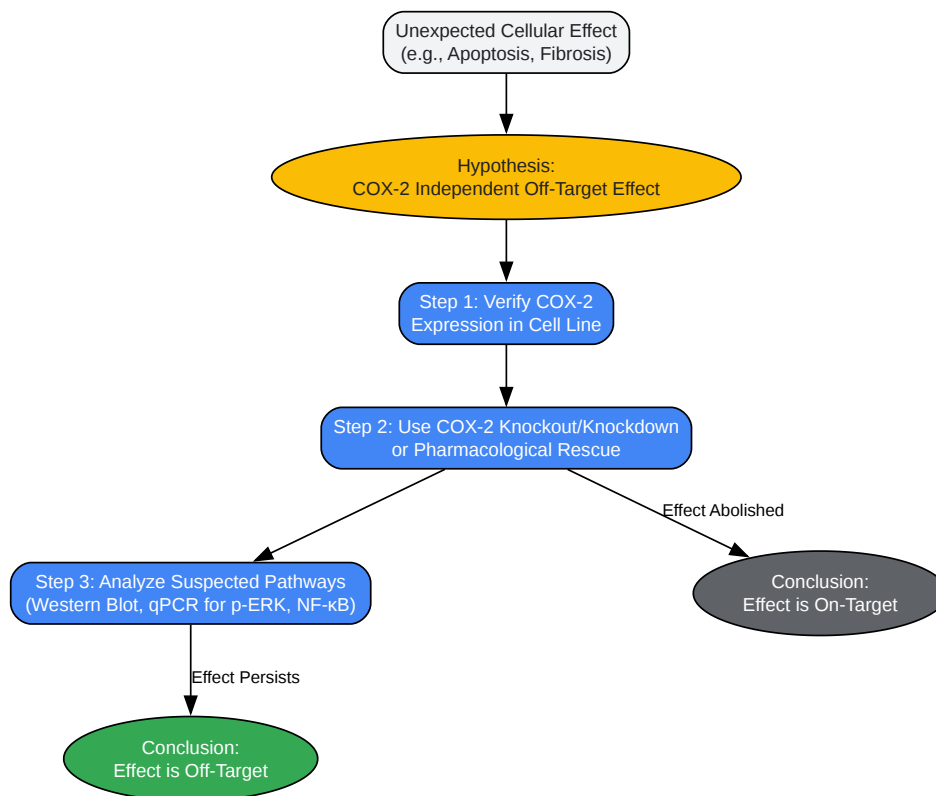 Unexpected Cellular Effect
(e.g., Apoptosis, Fibrosis)
Hypothesis:
COX-2 Independent Off-Target Effect
Step 1: Verify COX-2
Expression in Cell Line
Step 2: Use COX-2 Knockout/Knockdown
or Pharmacological Rescue
Effect Abolished
Step 3: Analyze Suspected Pathways
(Western Blot, qPCR for p-ERK, NF-κB)
Conclusion:
Effect is On-Target
Effect Persists
Conclusion:
Effect is Off-Target